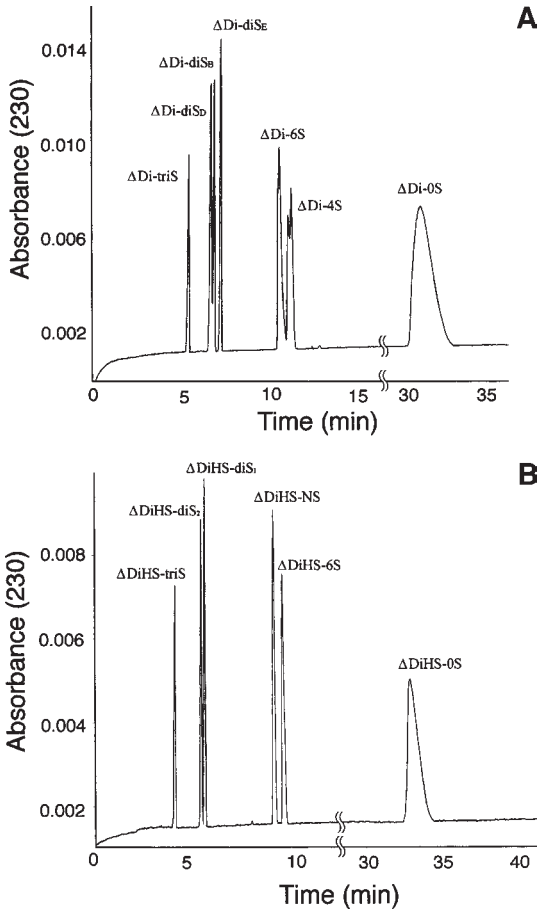 A
ΔDi-diSE
ΔDi-diSB
ΔDi-diSD
ΔDi-triS
ΔDi-6S
ΔDi-4S
ΔDi-0S
Absorbance (230)
0.014
0.010
0.006
0.002
0 5 10 15 30 35
Time (min)
B
ΔDiHS-diS1
ΔDiHS-diS2
ΔDiHS-triS
ΔDiHS-NS
ΔDiHS-6S
ΔDiHS-0S
Absorbance (230)
0.008
0.006
0.004
0.002
0 5 10 30 35 40
Time (min)